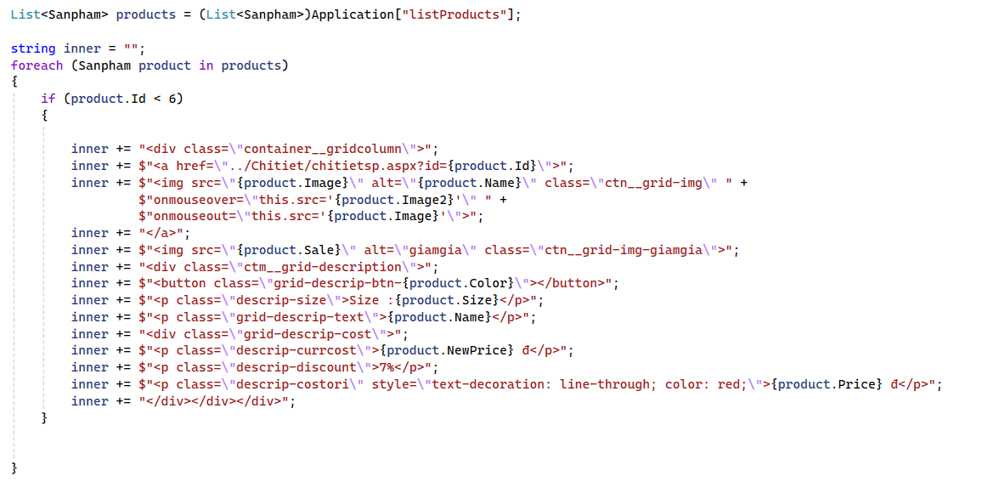 List<Sanpham> products = (List<Sanpham>)Application["listProducts"];

string inner = "";
foreach (Sanpham product in products)
{
    if (product.Id < 6)
    {

        inner += "<div class=\"container__gridcolumn\">";
        inner += $"<a href=\"../Chitiet/chitietsp.aspx?id={product.Id}\">";
        inner += $"<img src=\"{product.Image}\" alt=\"{product.Name}\" class=\"ctn__grid-img\" " +
                 $"onmouseover=\"this.src='{product.Image2}'\" " +
                 $"onmouseout=\"this.src='{product.Image}'\">";
        inner += "</a>";
        inner += $"<img src=\"{product.Sale}\" alt=\"giamgia\" class=\"ctn__grid-img-giamgia\">";
        inner += "<div class=\"ctm__grid-description\">";
        inner += $"<button class=\"grid-descrip-btn-{product.Color}\"></button>";
        inner += $"<p class=\"descrip-size\">Size :{product.Size}</p>";
        inner += $"<p class=\"grid-descrip-text\">{product.Name}</p>";
        inner += "<div class=\"grid-descrip-cost\">";
        inner += $"<p class=\"descrip-currcost\">{product.NewPrice} đ</p>";
        inner += $"<p class=\"descrip-discount\">7%</p>";
        inner += $"<p class=\"descrip-costori\" style=\"text-decoration: line-through; color: red;\">{product.Price} đ</p>";
        inner += "</div></div></div>";
    }


}